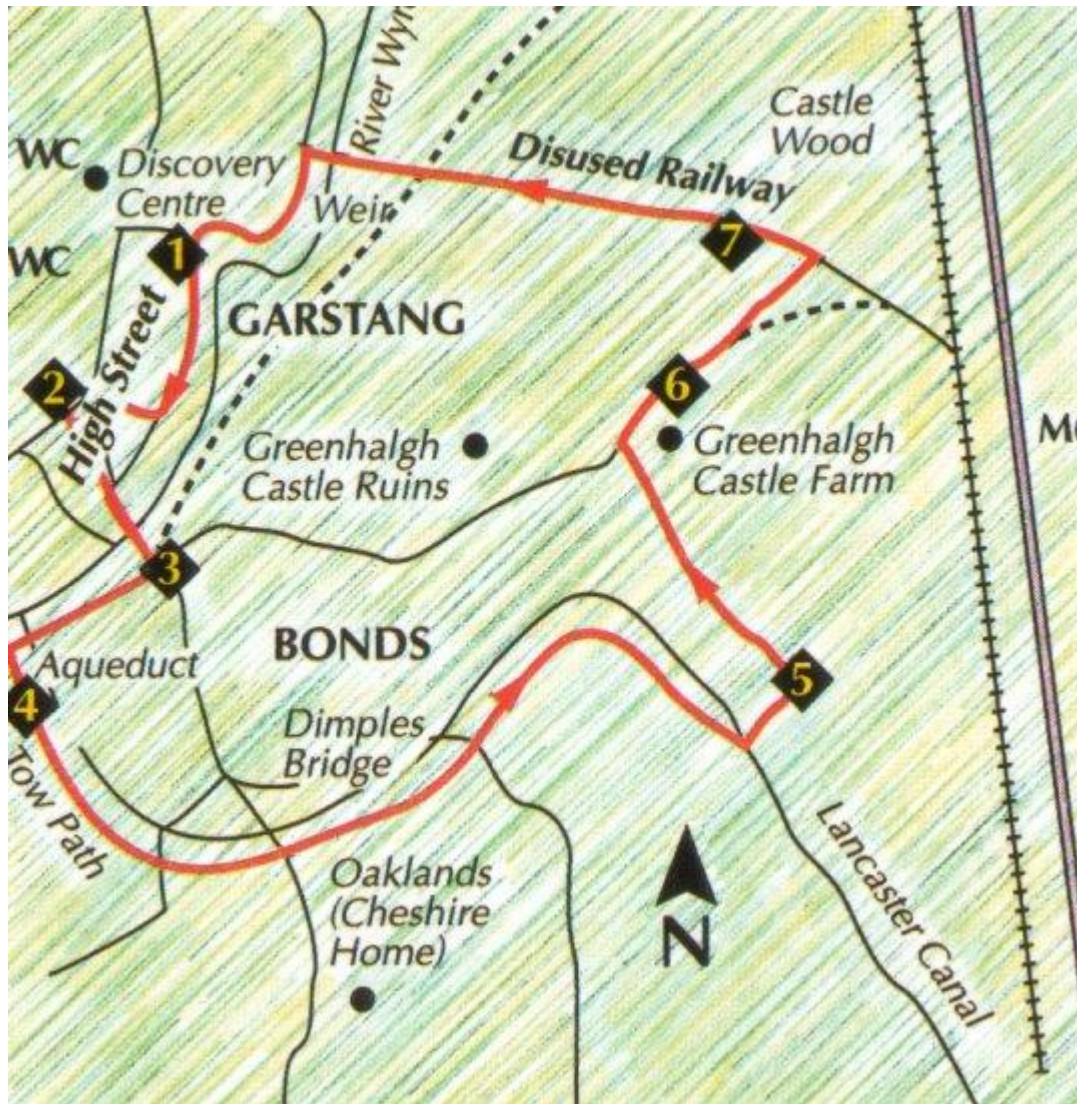 River Wyr
Castle
Wood
WC
Discovery
Centre
Disused Railway
Weir
7
1
WC
GARSTANG
High Street
6
2
Greenhalgh
Castle Ruins
Greenhalgh
Castle Farm
3
BONDS
Aqueduct
5
4
Dimples
Bridge
Tow Path
Lancaster Canal
Oaklands
(Cheshire
Home)
N